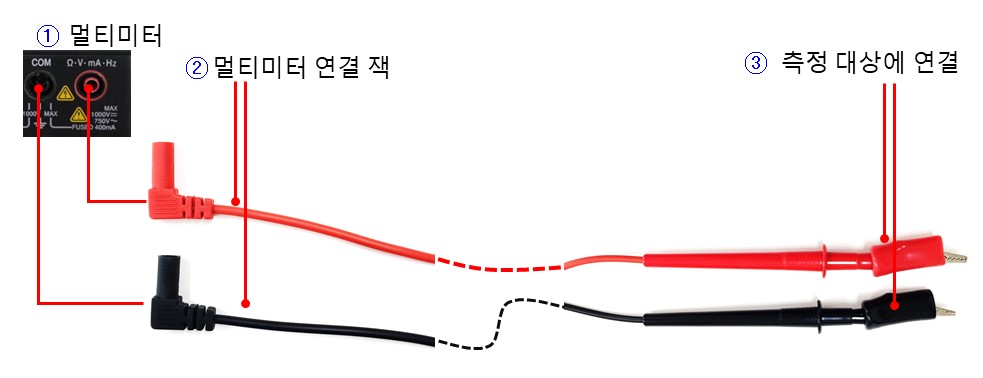 ① 멀티미터
COM Ω·V·mA·Hz
② 멀티미터 연결 잭
③ 측정 대상에 연결
1000V MAX
MAX
1000V
750V
FUSED 400mA